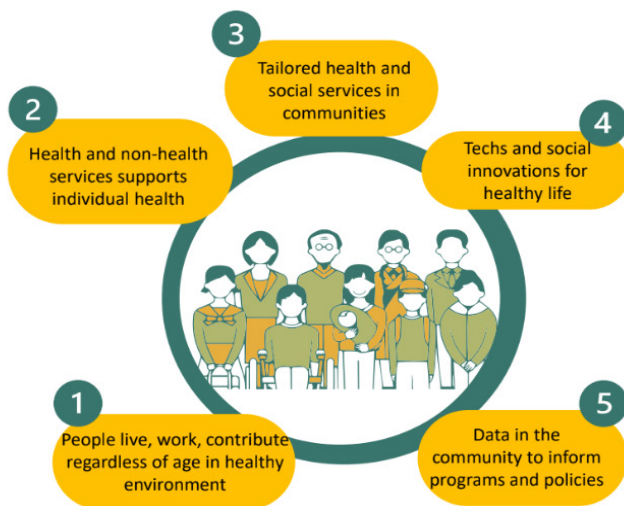 3
Tailored health and
social services in
communities
2
Health and non-health
services supports
individual health
4
Techs and social
innovations for
healthy life
1
People live, work, contribute
regardless of age in healthy
environment
5
Data in the
community to inform
programs and policies